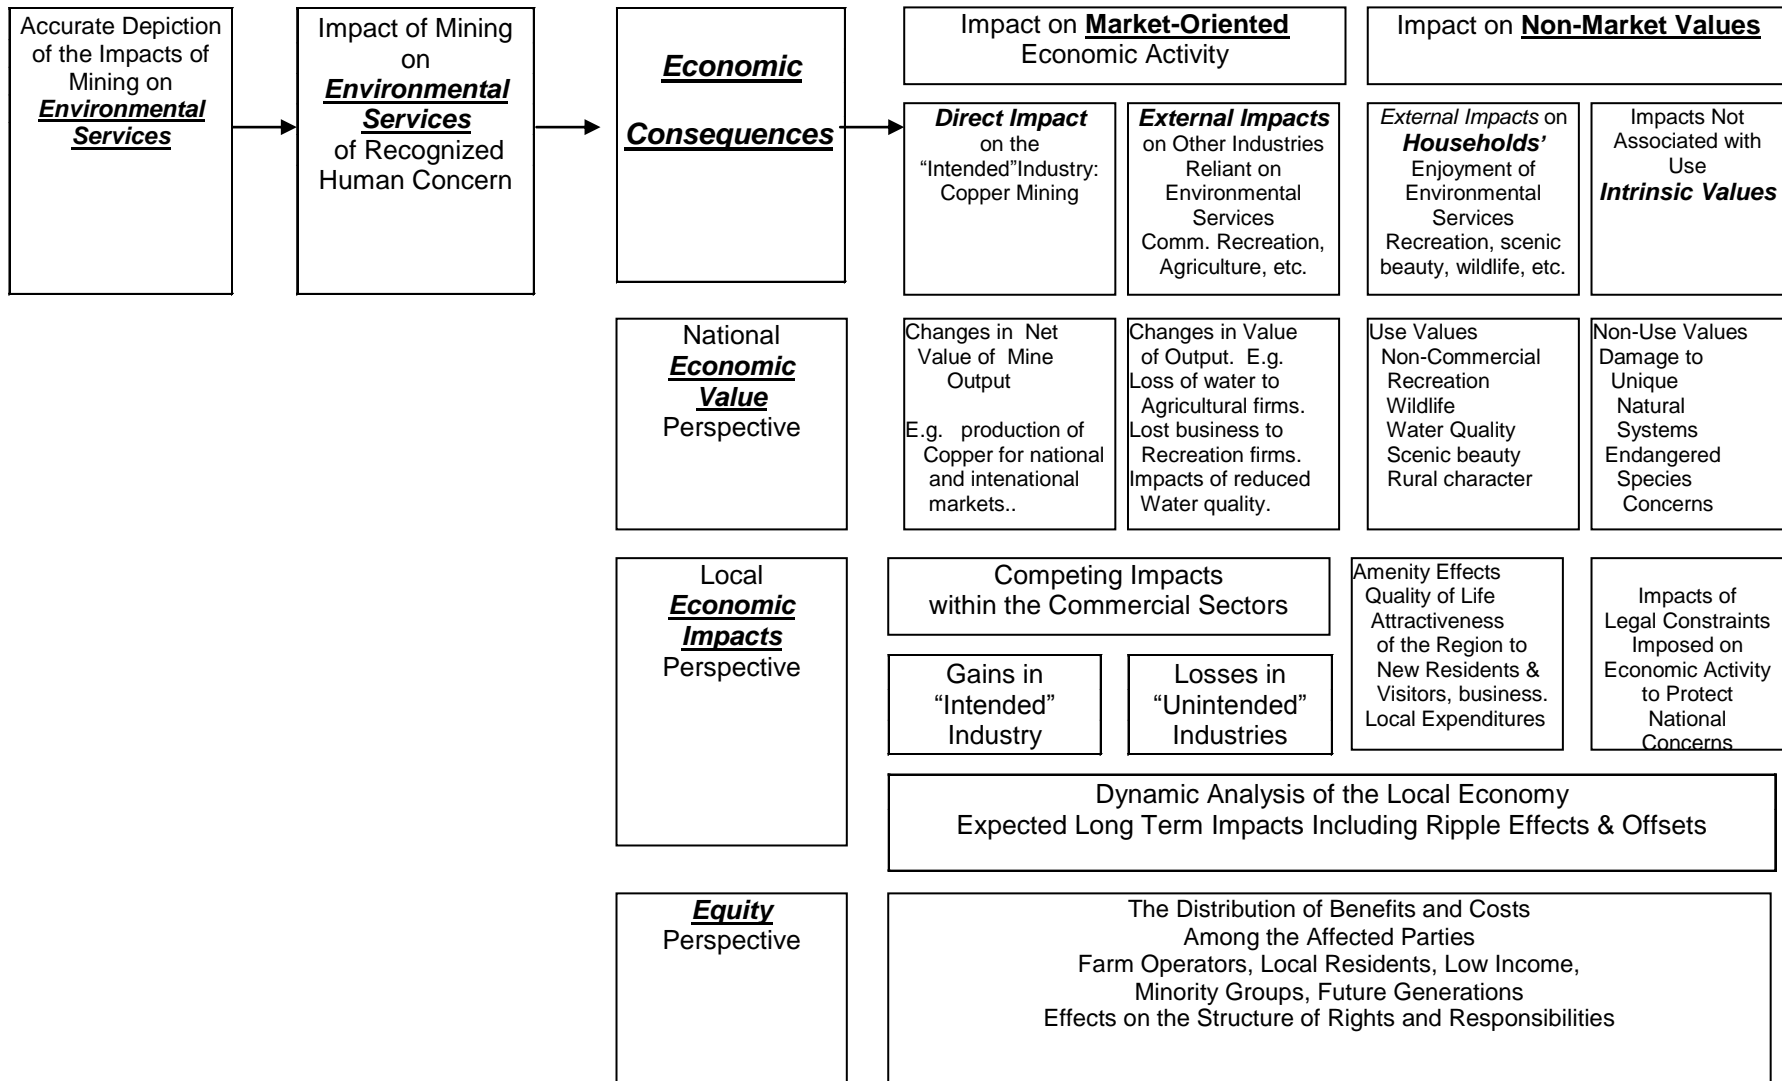 Accurate Depiction
of the Impacts of
Mining on
Environmental
Services
Impact of Mining
on
Environmental
Services
of Recognized
Human Concern
Economic
Consequences
Impact on Market-Oriented
Economic Activity
Impact on Non-Market Values
Direct Impact
on the
“Intended”Industry:
Copper Mining
External Impacts
on Other Industries
Reliant on
Environmental
Services
Comm. Recreation,
Agriculture, etc.
External Impacts on
Households’
Enjoyment of
Environmental
Services
Recreation, scenic
beauty, wildlife, etc.
Impacts Not
Associated with
Use
Intrinsic Values
National
Economic
Value
Perspective
Changes in Net
Value of Mine
Output
E.g. production of
Copper for national
and intenational
markets..
Changes in Value
of Output. E.g.
Loss of water to
Agricultural firms.
Lost business to
Recreation firms.
Impacts of reduced
Water quality.
Use Values
Non-Commercial
Recreation
Wildlife
Water Quality
Scenic beauty
Rural character
Non-Use Values
Damage to
Unique
Natural
Systems
Endangered
Species
Concerns
Local
Economic
Impacts
Perspective
Competing Impacts
within the Commercial Sectors
Gains in
“Intended”
Industry
Losses in
“Unintended”
Industries
Amenity Effects
Quality of Life
Attractiveness
of the Region to
New Residents &
Visitors, business.
Local Expenditures
Impacts of
Legal Constraints
Imposed on
Economic Activity
to Protect
National
Concerns
Dynamic Analysis of the Local Economy
Expected Long Term Impacts Including Ripple Effects & Offsets
Equity
Perspective
The Distribution of Benefits and Costs
Among the Affected Parties
Farm Operators, Local Residents, Low Income,
Minority Groups, Future Generations
Effects on the Structure of Rights and Responsibilities